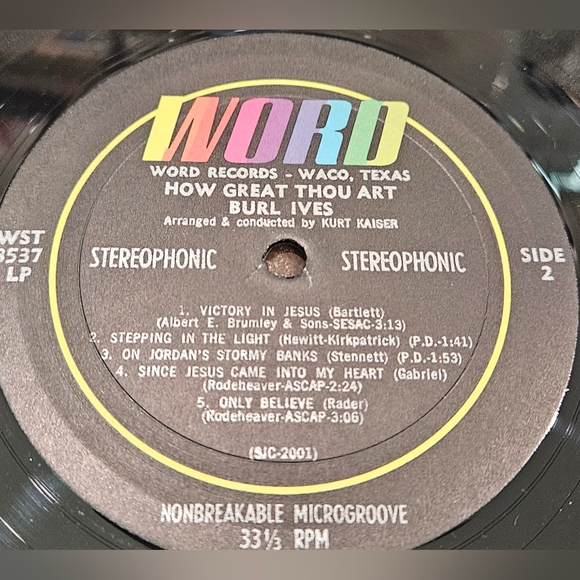 WORD
WORD RECORDS - WACO, TEXAS
HOW GREAT THOU ART
BURL IVES
Arranged & conducted by KURT KAISER
WST
8537
LP
STEREOPHONIC
STEREOPHONIC
SIDE
2
1. VICTORY IN JESUS (Bartlett)
(Albert E. Brumley & Sons-SESAC-3:13)
2. STEPPING IN THE LIGHT (Hewitt-Kirkpatrick) (P.D.-1:41)
3. ON JORDAN'S STORMY BANKS (Stennett) (P.D.-1:53)
4. SINCE JESUS CAME INTO MY HEART (Gabriel)
(Rodeheaver-ASCAP-2:24)
5. ONLY BELIEVE (Rader)
(Rodeheaver-ASCAP-3:06)
(SJC-2001)
NONBREAKABLE MICROGROOVE
33⅓ RPM